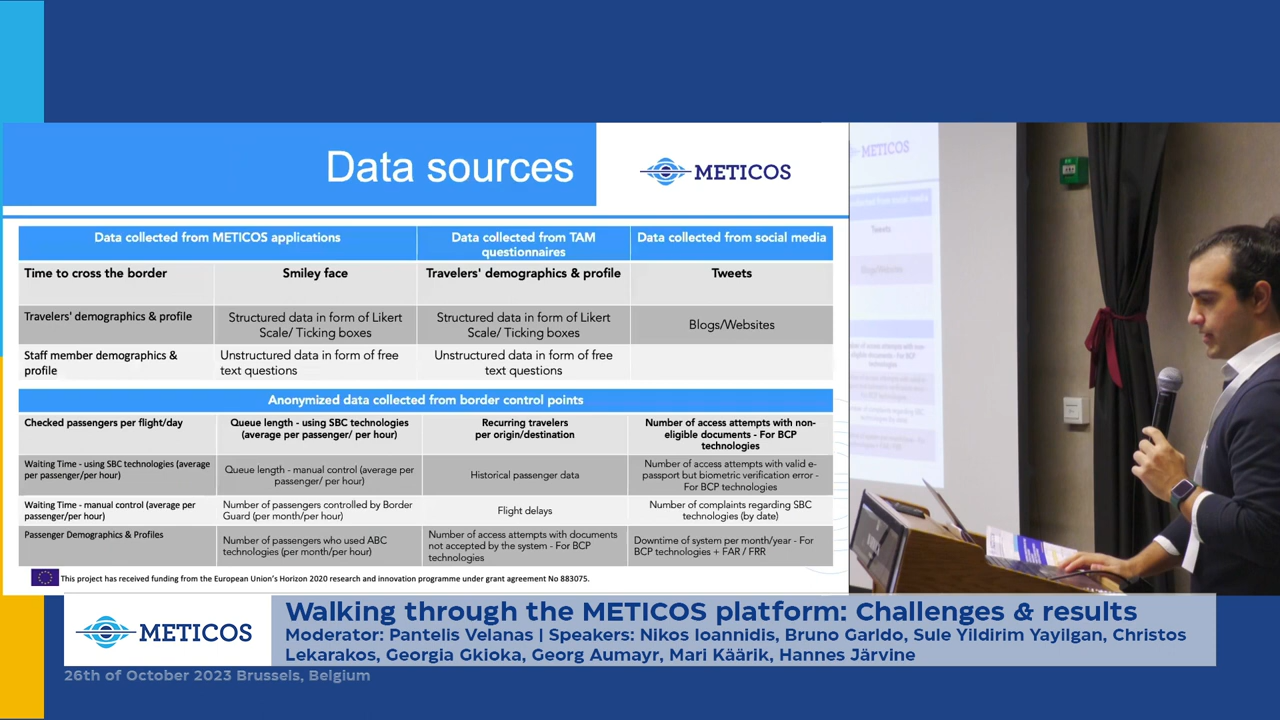 Data sources
METICOS
Data collected from METICOS applications
Data collected from TAM
questionnaires
Data collected from social media
Time to cross the border
Smiley face
Travelers' demographics & profile
Tweets
Travelers' demographics & profile
Structured data in form of Likert
Scale/ Ticking boxes
Structured data in form of Likert
Scale/ Ticking boxes
Blogs/Websites
Staff member demographics &
profile
Unstructured data in form of free
text questions
Unstructured data in form of free
text questions
Anonymized data collected from border control points
Checked passengers per flight/day
Queue length - using SBC technologies
(average per passenger/ per hour)
Recurring travelers
per origin/destination
Number of access attempts with non-
eligible documents - For BCP
technologies
Waiting Time - using SBC technologies (average
per passenger/per hour)
Queue length - manual control (average per
passenger/ per hour)
Historical passenger data
Number of access attempts with valid e-
passport but biometric verification error -
For BCP technologies
Waiting Time - manual control (average per
passenger/per hour)
Number of passengers controlled by Border
Guard (per month/per hour)
Flight delays
Number of complaints regarding SBC
technologies (by date)
Passenger Demographics & Profiles
Number of passengers who used ABC
technologies (per month/per hour)
Number of access attempts with documents
not accepted by the system - For BCP
technologies
Downtime of system per month/year - For
BCP technologies + FAR / FRR
This project has received funding from the European Union's Horizon 2020 research and innovation programme under grant agreement No 883075.
METICOS
Tweets
Blogs/Websites
METICOS
Walking through the METICOS platform: Challenges & results
Moderator: Pantelis Velanas | Speakers: Nikos Ioannidis, Bruno Garldo, Sule Yildirim Yayilgan, Christos
Lekarakos, Georgia Gkioka, Georg Aumayr, Mari Käärik, Hannes Järvine
26th of October 2023 Brussels, Belgium